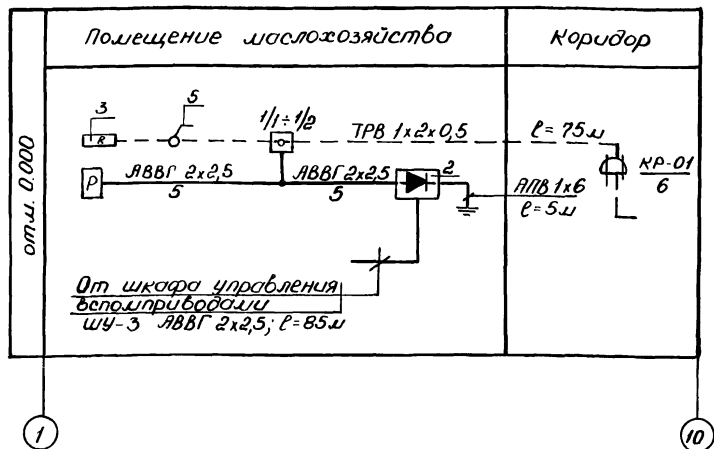 Помещение маслохозяйства
Коридор
отм. 0.000
3
R
5
1/1÷1/2
ТРВ 1х2х0,5
ℓ=75м
КР-01
6
Р
АВВГ 2х2,5
5
АВВГ 2х2,5
5
2
АПВ 1х6
ℓ=5м
От шкафа управления
вспомприводами
ШУ-3 АВВГ 2х2,5; ℓ=85м
1
10